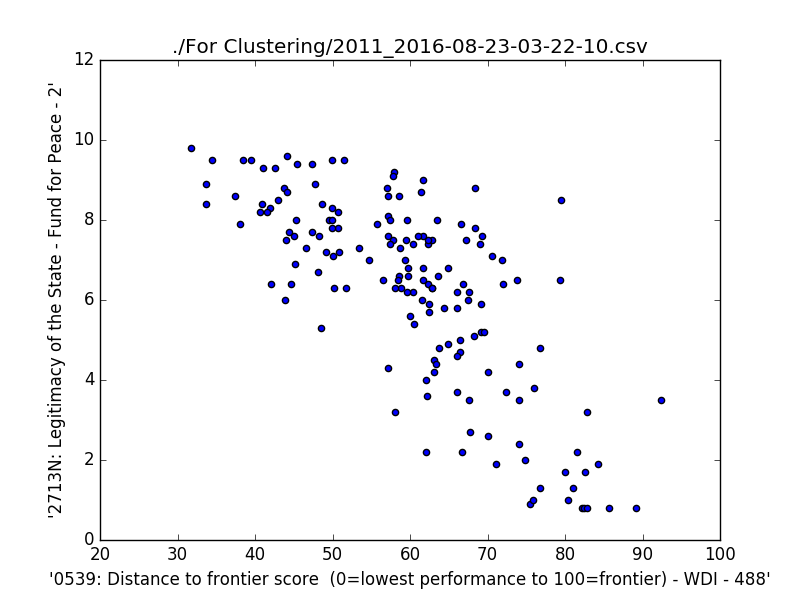 ./For Clustering/2011_2016-08-23-03-22-10.csv
'2713N: Legitimacy of the State - Fund for Peace - 2'
12
10
8
6
4
2
0
20 30 40 50 60 70 80 90 100
'0539: Distance to frontier score  (0=lowest performance to 100=frontier) - WDI - 488'